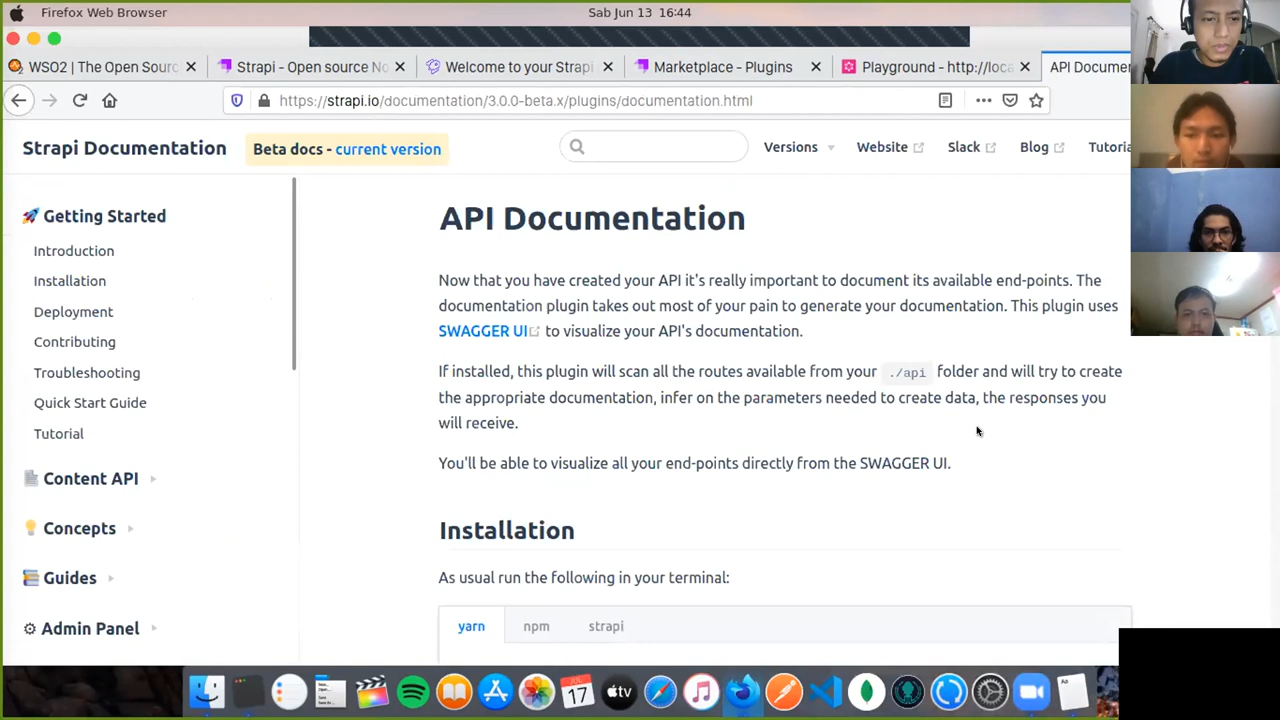 Firefox Web Browser
Sab Jun 13 16:44
WSO2 | The Open Sourc
Strapi - Open source No
Welcome to your Strapi
Marketplace - Plugins
Playground - http://loca
API Documen
https://strapi.io/documentation/3.0.0-beta.x/plugins/documentation.html
Strapi Documentation
Beta docs - current version
Versions
Website
Slack
Blog
Tutoria
Getting Started
Introduction
Installation
Deployment
Contributing
Troubleshooting
Quick Start Guide
Tutorial
Content API
Concepts
Guides
Admin Panel
API Documentation
Now that you have created your API it's really important to document its available end-points. The
documentation plugin takes out most of your pain to generate your documentation. This plugin uses
SWAGGER UI to visualize your API's documentation.
If installed, this plugin will scan all the routes available from your ./api folder and will try to create
the appropriate documentation, infer on the parameters needed to create data, the responses you
will receive.
You'll be able to visualize all your end-points directly from the SWAGGER UI.
Installation
As usual run the following in your terminal:
yarn
npm
strapi
JUN
17
tv